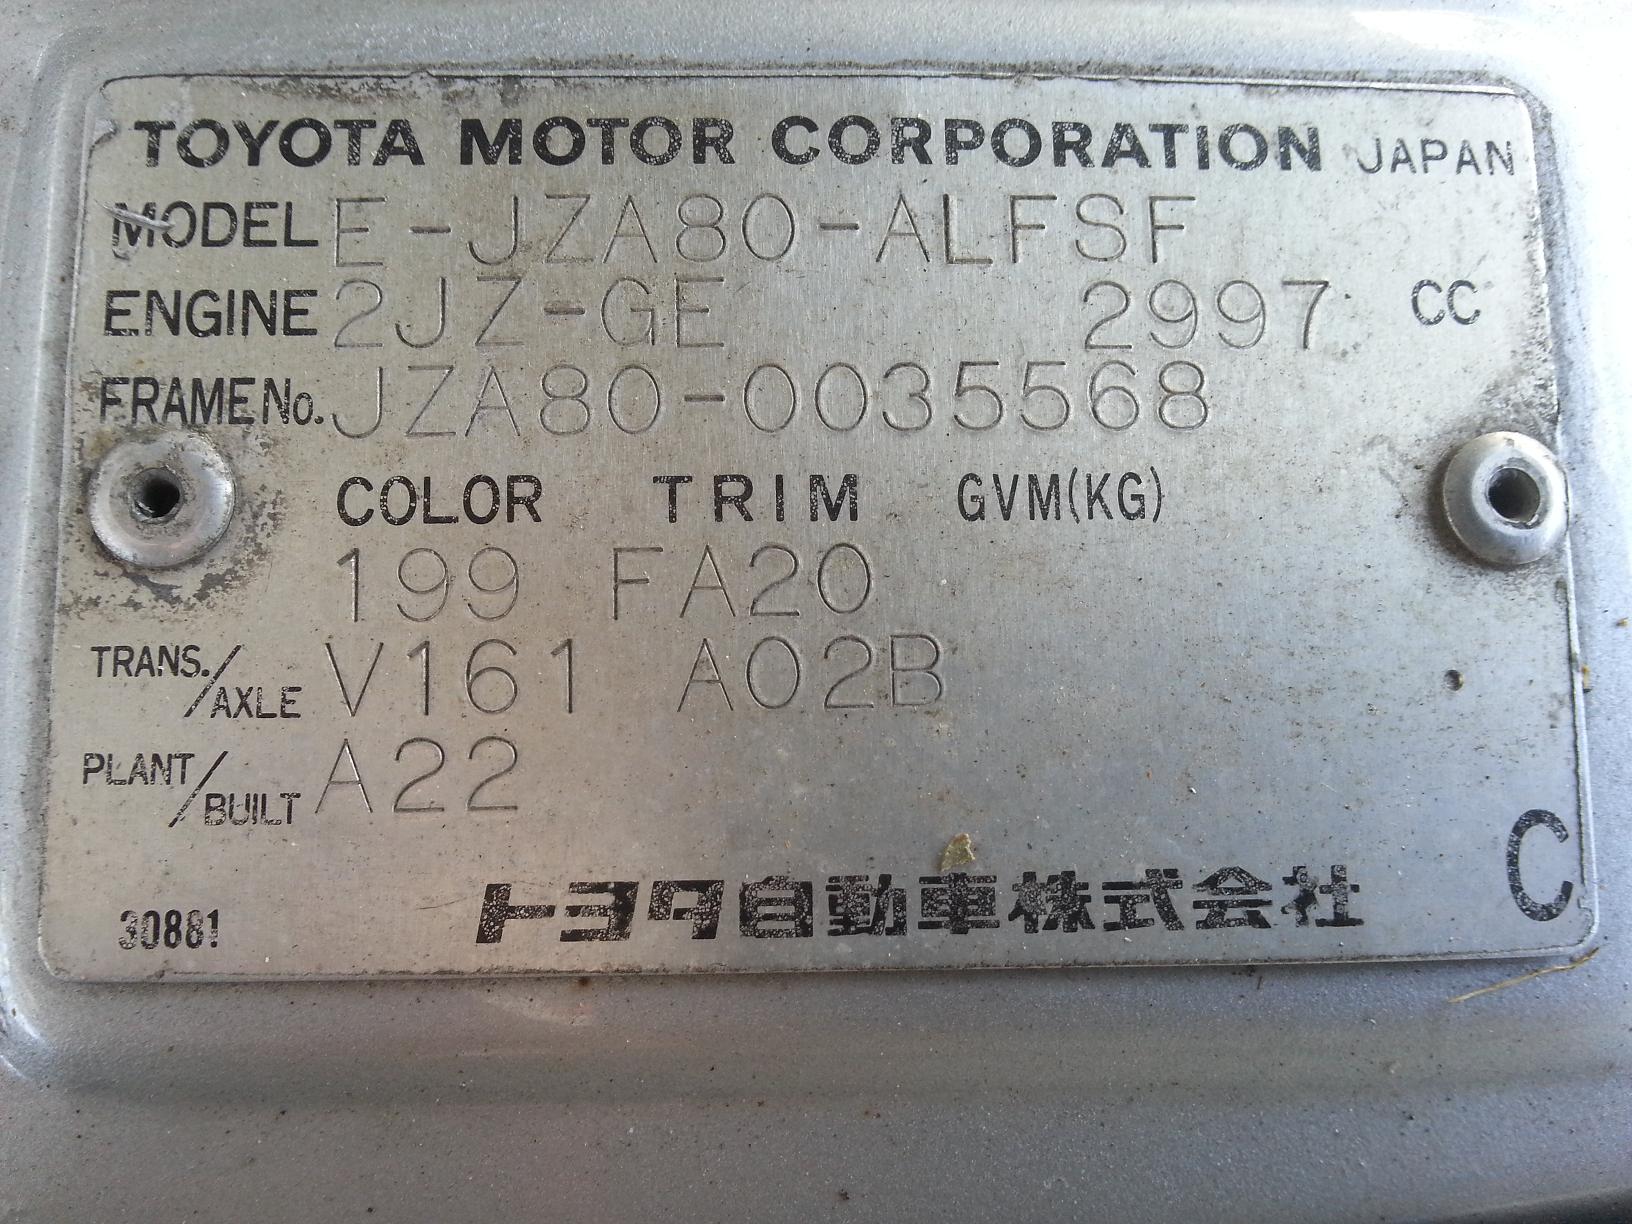 TOYOTA MOTOR CORPORATION JAPAN
MODEL E-JZA80-ALFSF
ENGINE 2JZ-GE 2997 CC
FRAME No. JZA80-0035568
COLOR TRIM GVM(KG)
199 FA20
TRANS./AXLE V161 A02B
PLANT/BUILT A22
C
30881 トヨタ自動車株式会社